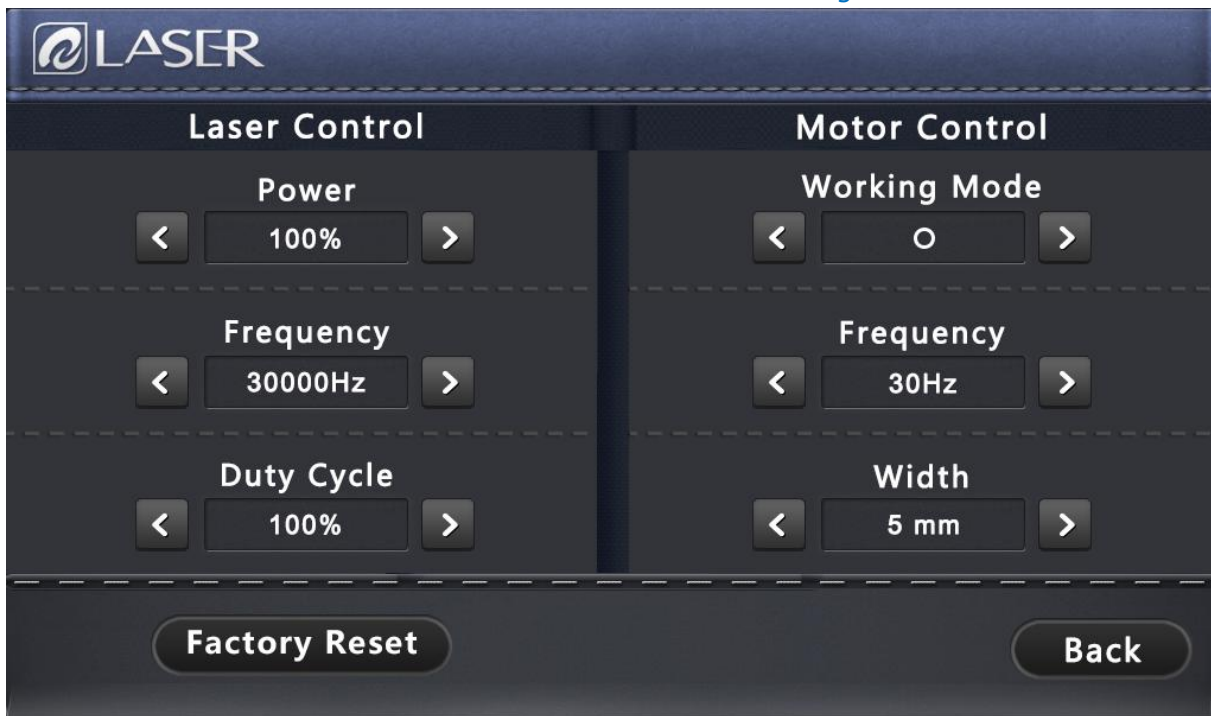 LASER
Laser Control
Power
100%
Frequency
30000Hz
Duty Cycle
100%
Motor Control
Working Mode
O
Frequency
30Hz
Width
5 mm
Factory Reset
Back